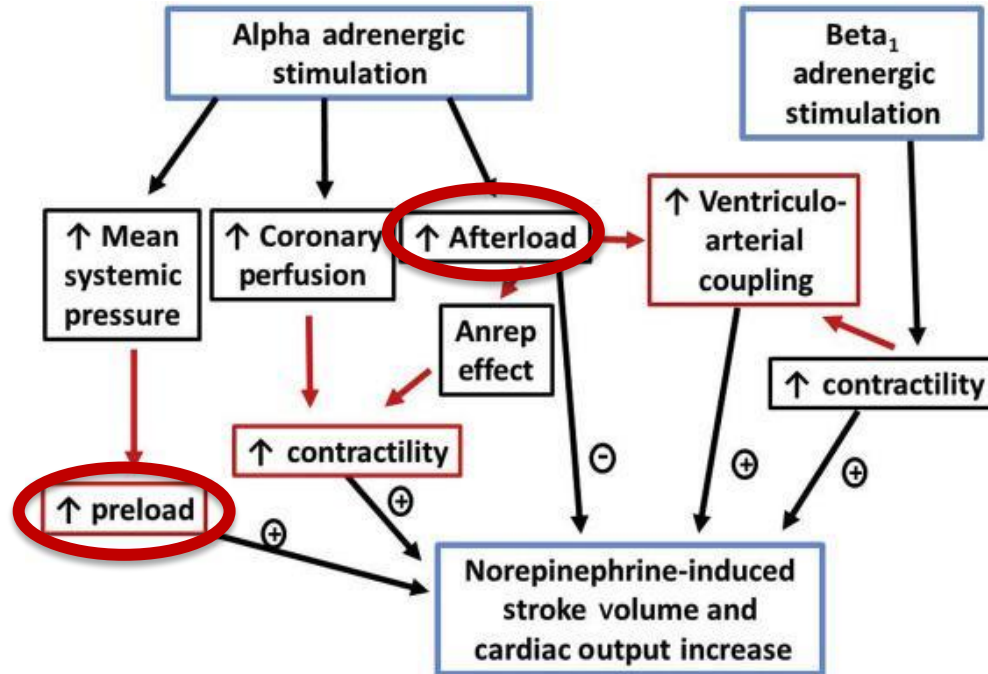 Alpha adrenergic
stimulation
Beta₁
adrenergic
stimulation
↑ Mean
systemic
pressure
↑ Coronary
perfusion
↑ Afterload
↑ Ventriculo-
arterial
coupling
Anrep
effect
↑ contractility
↑ contractility
↑ preload
+
+
-
+
+
Norepinephrine-induced
stroke volume and
cardiac output increase